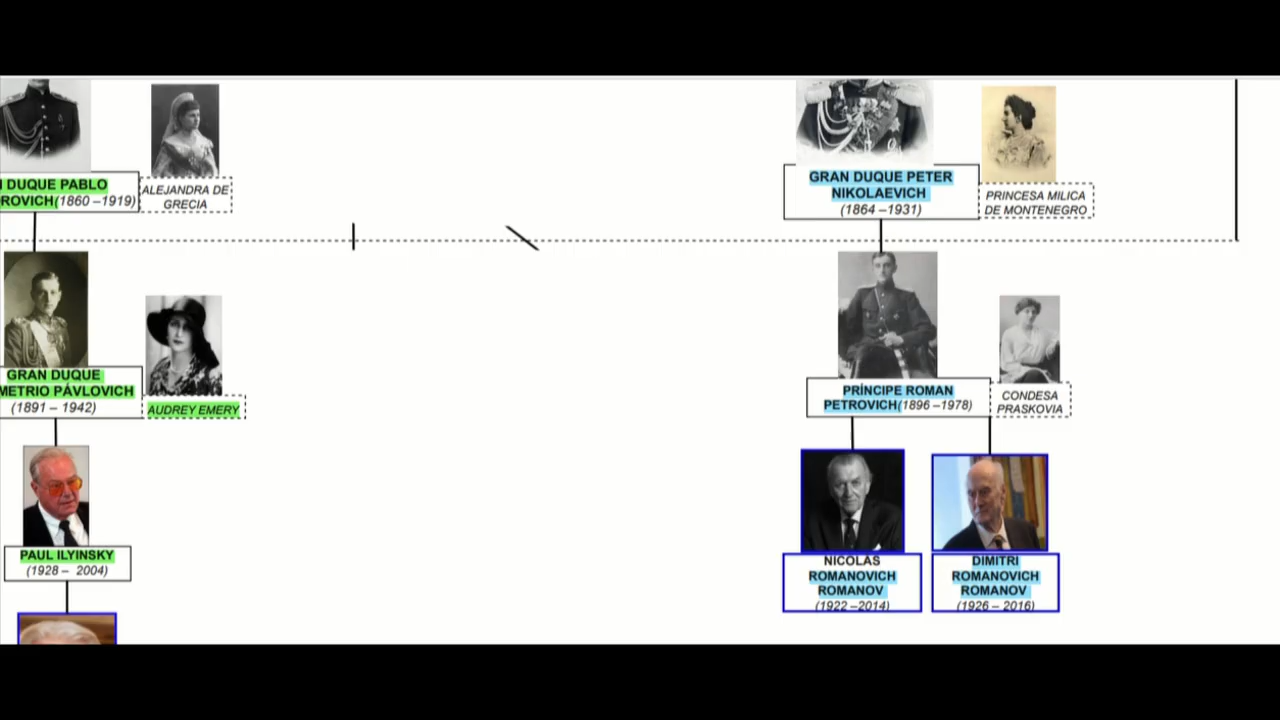 DUQUE PABLO
ROVICH(1860 –1919)
ALEJANDRA DE
GRECIA
GRAN DUQUE PETER
NIKOLAEVICH
(1864 –1931)
PRINCESA MILICA
DE MONTENEGRO
GRAN DUQUE
METRIO PÁVLOVICH
(1891 – 1942)
AUDREY EMERY
PRÍNCIPE ROMAN
PETROVICH(1896 –1978)
CONDESA
PRASKOVIA
PAUL ILYINSKY
(1928 – 2004)
NICOLAS
ROMANOVICH
ROMANOV
(1922 –2014)
DIMITRI
ROMANOVICH
ROMANOV
(1926 – 2016)